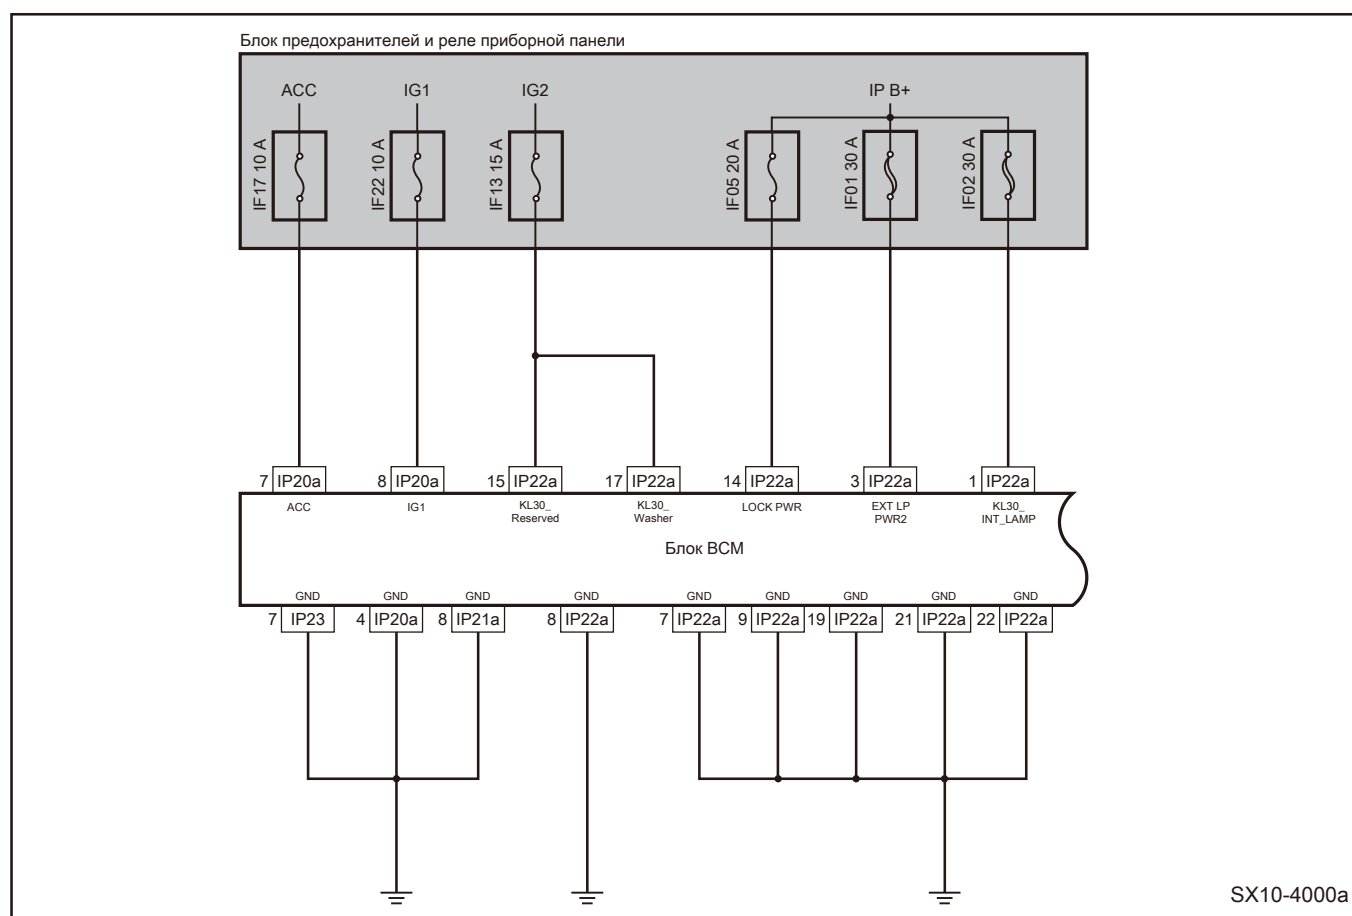 Блок предохранителей и реле приборной панели
ACC IG1 IG2 IP B+
IF17 10 A IF22 10 A IF13 15 A IF05 20 A IF01 30 A IF02 30 A
7 IP20a 8 IP20a 15 IP22a 17 IP22a 14 IP22a 3 IP22a 1 IP22a
ACC IG1 KL30_ KL30_ LOCK PWR EXT LP KL30_
Reserved Washer PWR2 INT_LAMP
Блок BCM
GND GND GND GND GND GND GND GND GND
7 IP23 4 IP20a 8 IP21a 8 IP22a 7 IP22a 9 IP22a 19 IP22a 21 IP22a 22 IP22a
SX10-4000a